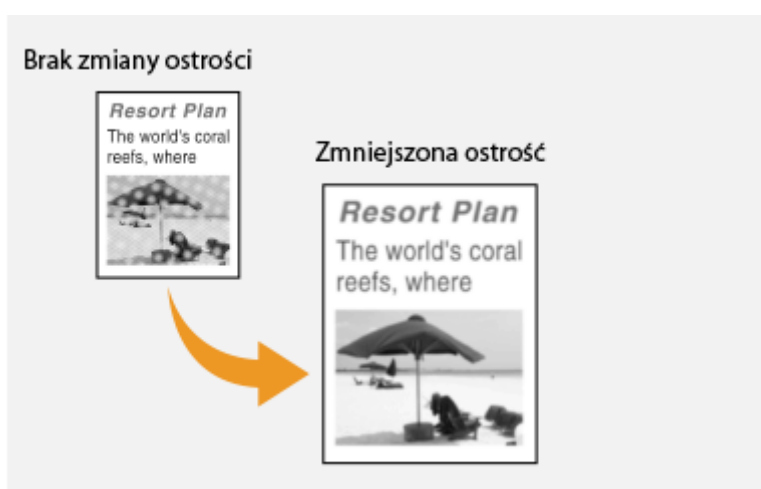 Brak zmiany ostrości
Resort Plan
The world's coral
reefs, where
Zmniejszona ostrość
Resort Plan
The world's coral
reefs, where